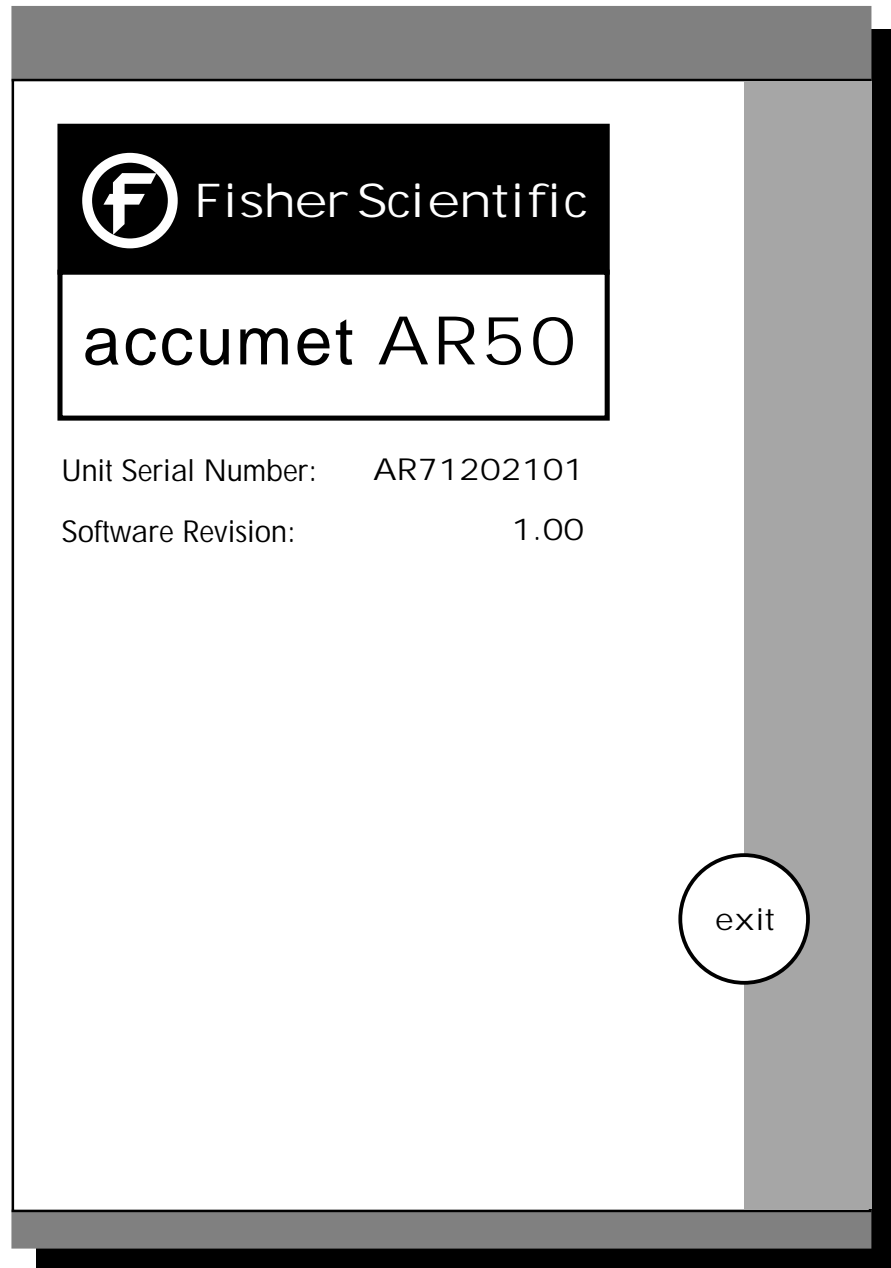 Fisher Scientific
accumet AR50
Unit Serial Number: AR71202101
Software Revision: 1.00
exit